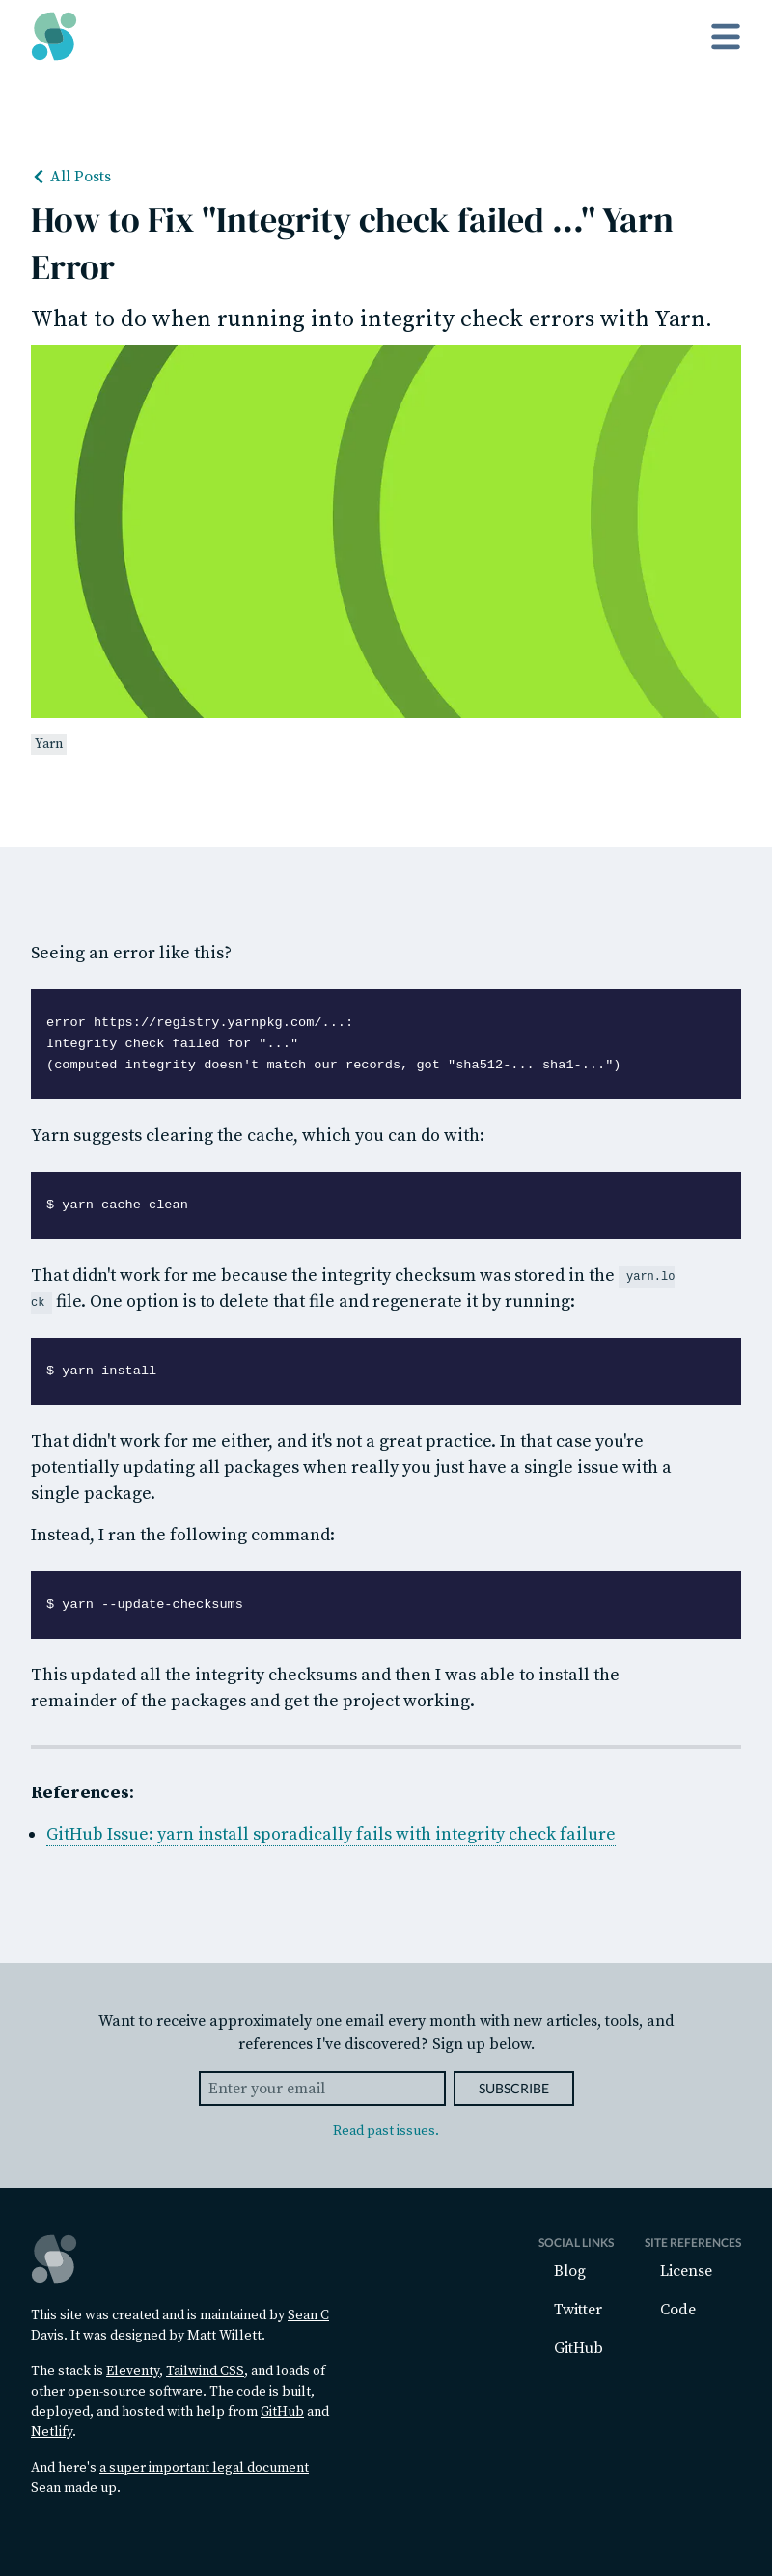 All Posts
How to Fix "Integrity check failed ..." Yarn
Error
What to do when running into integrity check errors with Yarn.
Yarn
Seeing an error like this?
error https://registry.yarnpkg.com/...:
Integrity check failed for "..."
(computed integrity doesn't match our records, got "sha512-... sha1-...")
Yarn suggests clearing the cache, which you can do with:
$ yarn cache clean
That didn't work for me because the integrity checksum was stored in the yarn.lo
ck file. One option is to delete that file and regenerate it by running:
$ yarn install
That didn't work for me either, and it's not a great practice. In that case you're
potentially updating all packages when really you just have a single issue with a
single package.
Instead, I ran the following command:
$ yarn --update-checksums
This updated all the integrity checksums and then I was able to install the
remainder of the packages and get the project working.
References:
GitHub Issue: yarn install sporadically fails with integrity check failure
Want to receive approximately one email every month with new articles, tools, and
references I've discovered? Sign up below.
Enter your email
SUBSCRIBE
Read past issues.
This site was created and is maintained by Sean C
Davis. It was designed by Matt Willett.
The stack is Eleventy, Tailwind CSS, and loads of
other open-source software. The code is built,
deployed, and hosted with help from GitHub and
Netlify.
And here's a super important legal document
Sean made up.
SOCIAL LINKS
Blog
Twitter
GitHub
SITE REFERENCES
License
Code